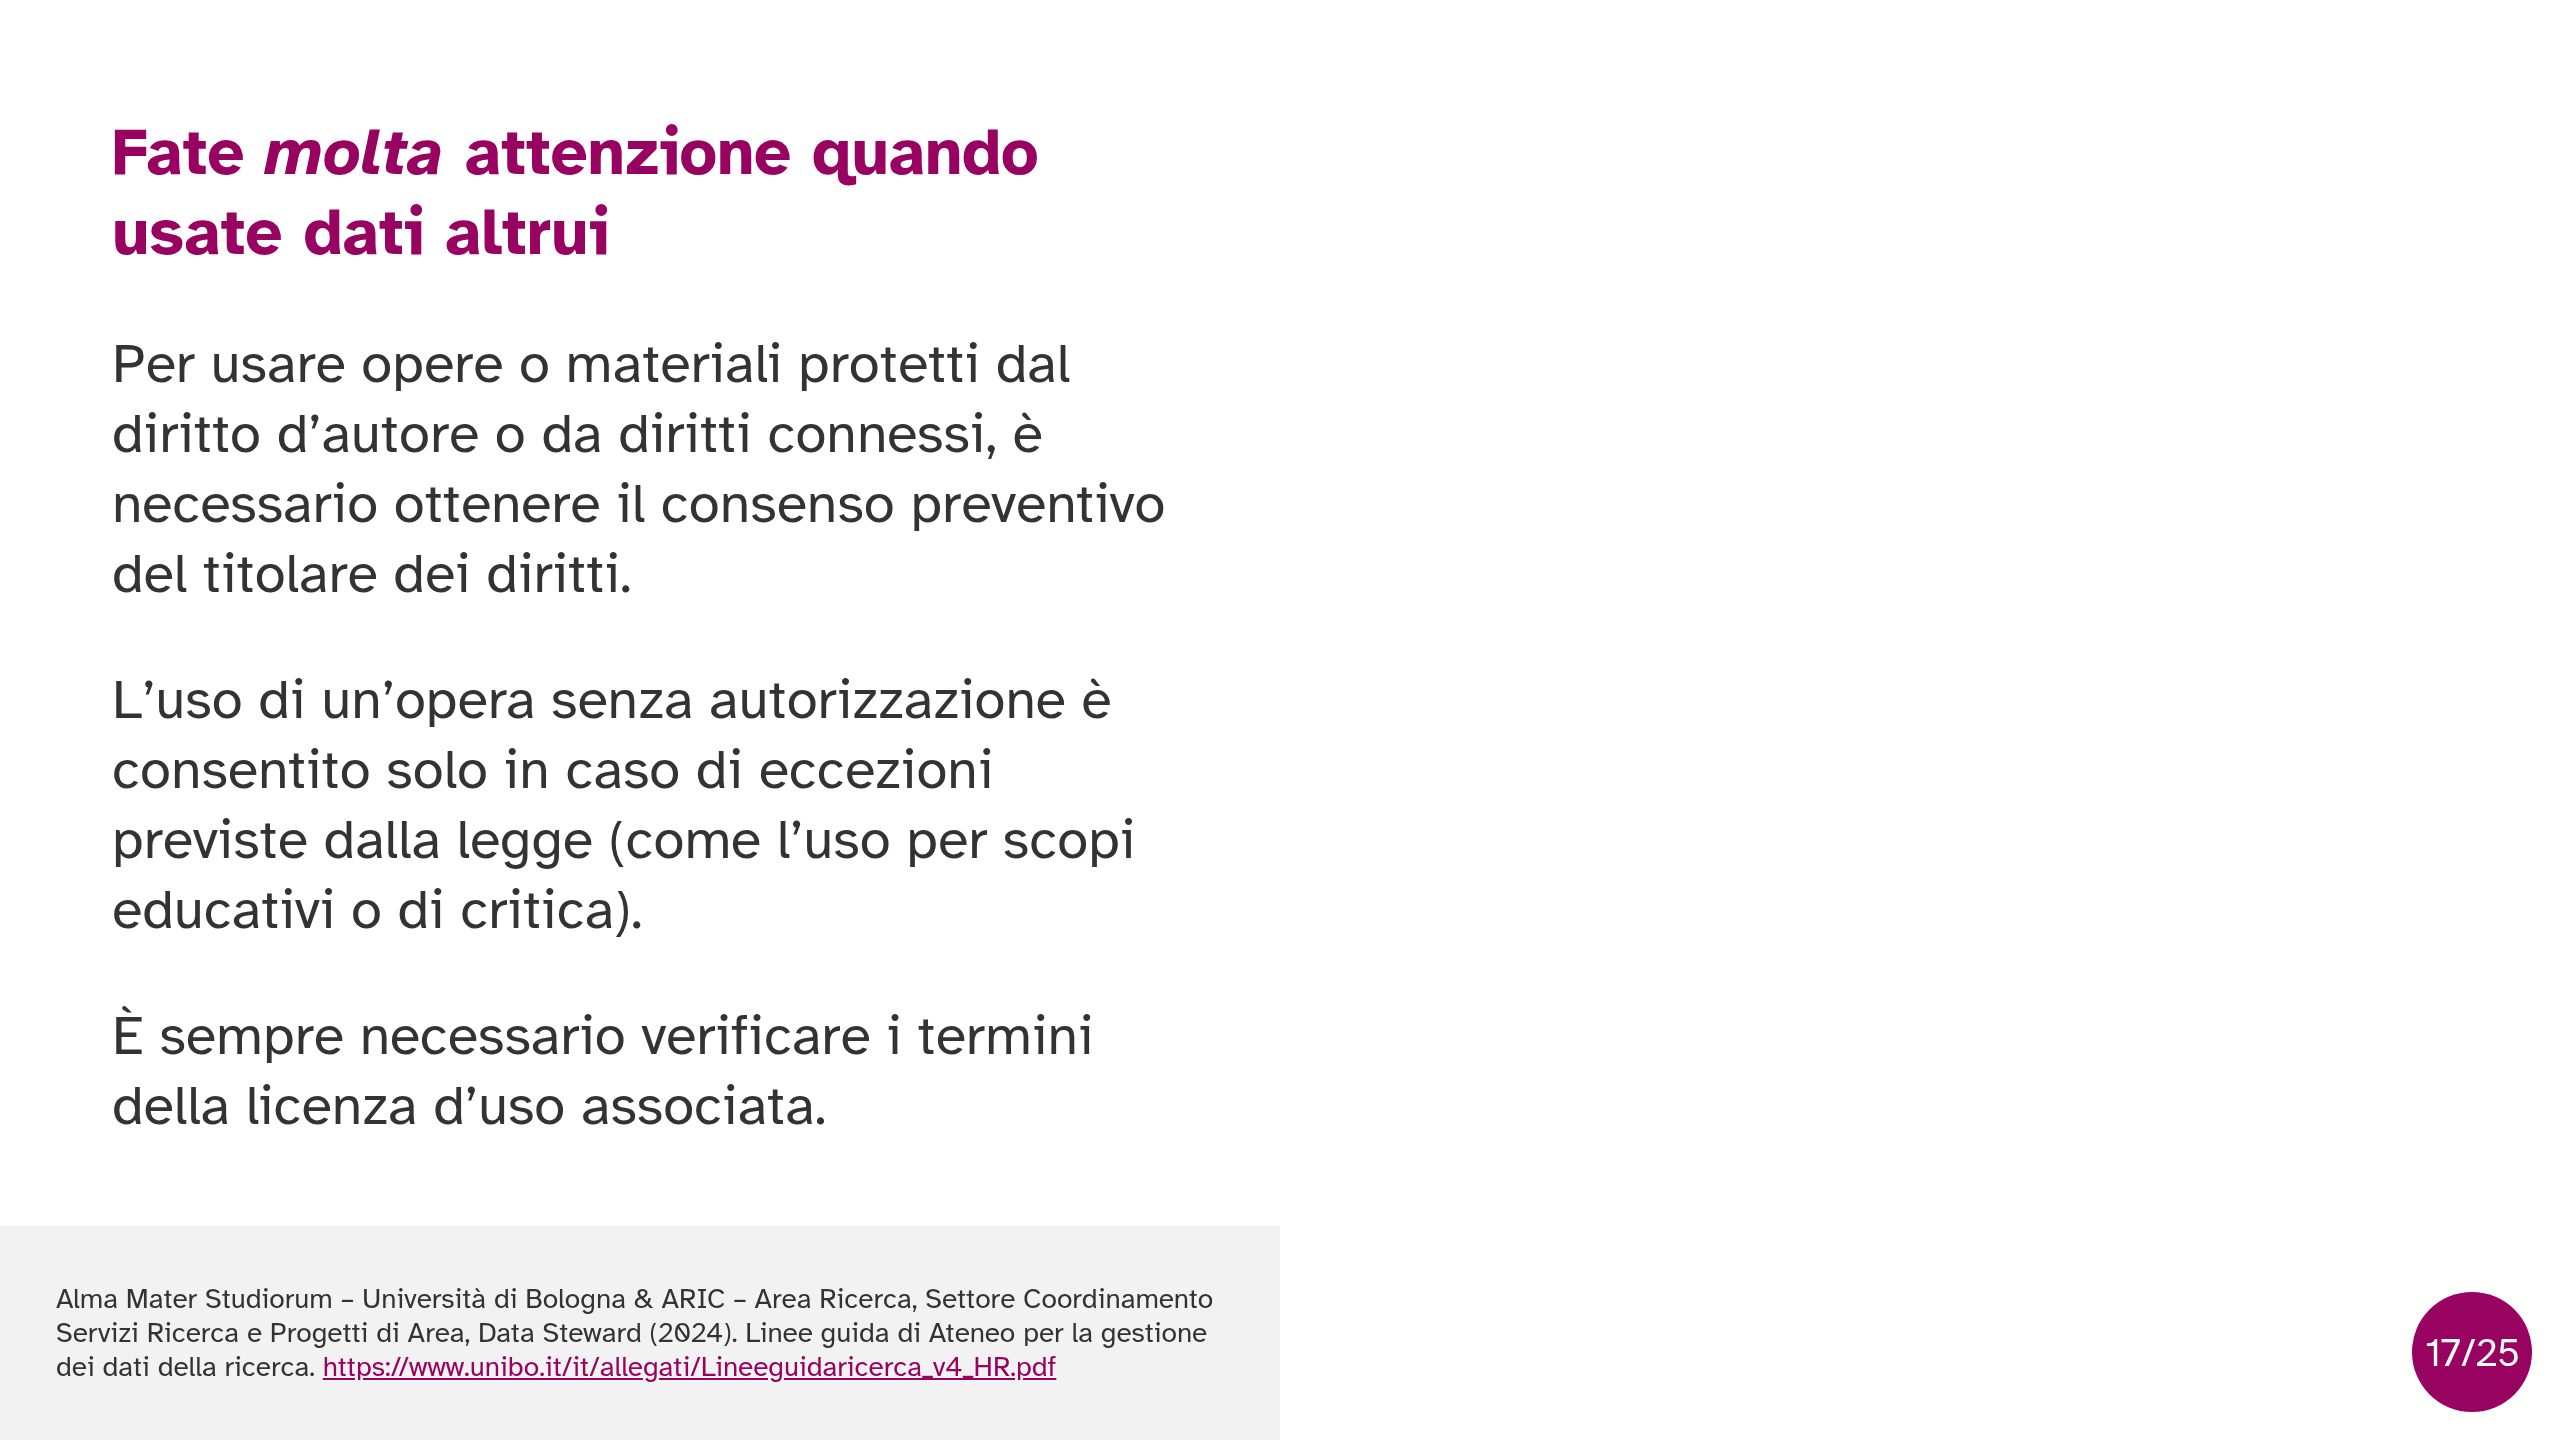 Fate molta attenzione quando
usate dati altrui
Per usare opere o materiali protetti dal
diritto d’autore o da diritti connessi, è
necessario ottenere il consenso preventivo
del titolare dei diritti.
L’uso di un’opera senza autorizzazione è
consentito solo in caso di eccezioni
previste dalla legge (come l’uso per scopi
educativi o di critica).
È sempre necessario verificare i termini
della licenza d’uso associata.
Alma Mater Studiorum – Università di Bologna & ARIC – Area Ricerca, Settore Coordinamento
Servizi Ricerca e Progetti di Area, Data Steward (2024). Linee guida di Ateneo per la gestione
dei dati della ricerca. https://www.unibo.it/it/allegati/Lineeguidaricerca_v4_HR.pdf
17/25